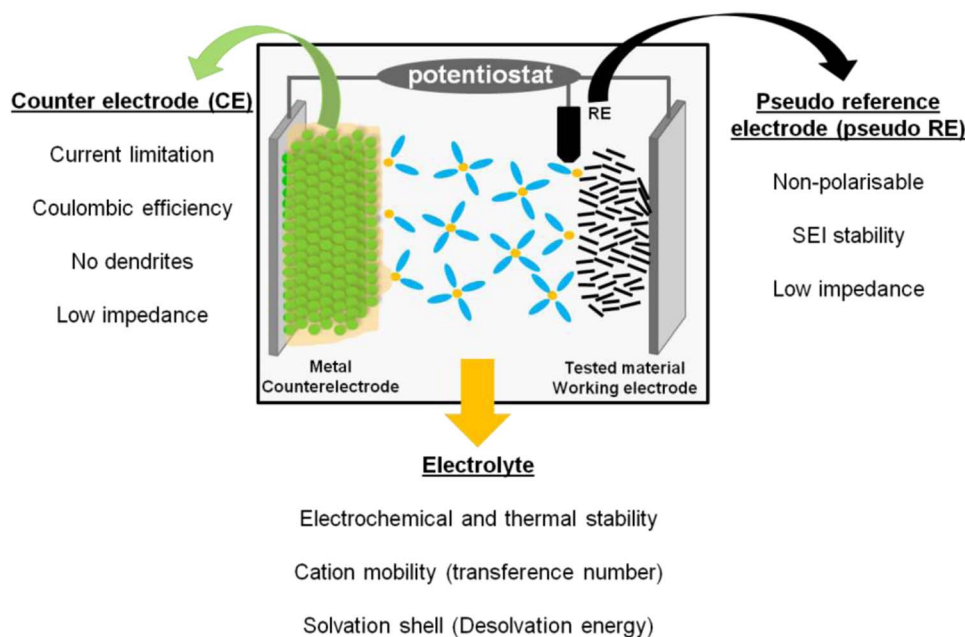 potentiostat
RE
Counter electrode (CE)
Current limitation
Coulombic efficiency
No dendrites
Low impedance
Pseudo reference
electrode (pseudo RE)
Non-polarisable
SEI stability
Low impedance
Metal
Counterelectrode
Tested material
Working electrode
Electrolyte
Electrochemical and thermal stability
Cation mobility (transference number)
Solvation shell (Desolvation energy)